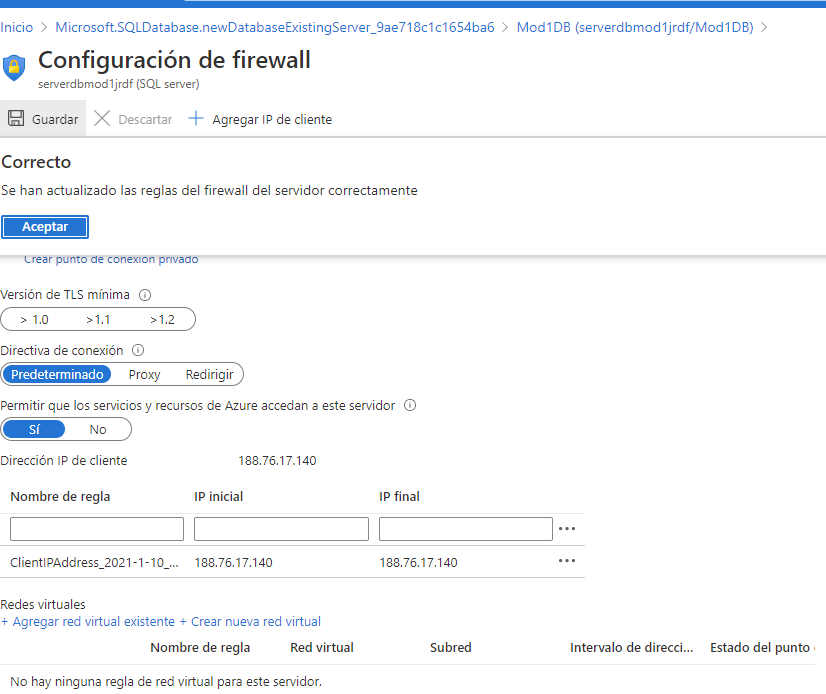 Inicio > Microsoft.SQLDatabase.newDatabaseExistingServer_9ae718c1c1654ba6 > Mod1DB (serverdbmod1jrdf/Mod1DB) >
Configuración de firewall
serverdbmod1jrdf (SQL server)
Guardar Descartar + Agregar IP de cliente
Correcto
Se han actualizado las reglas del firewall del servidor correctamente
Aceptar
Crear punto de conexión privado
Versión de TLS mínima
> 1.0 >1.1 >1.2
Directiva de conexión
Predeterminado Proxy Redirigir
Permitir que los servicios y recursos de Azure accedan a este servidor
Sí No
Dirección IP de cliente 188.76.17.140
Nombre de regla IP inicial IP final
ClientIPAddress_2021-1-10_... 188.76.17.140 188.76.17.140
Redes virtuales
+ Agregar red virtual existente + Crear nueva red virtual
Nombre de regla Red virtual Subred Intervalo de direcci... Estado del punto
No hay ninguna regla de red virtual para este servidor.